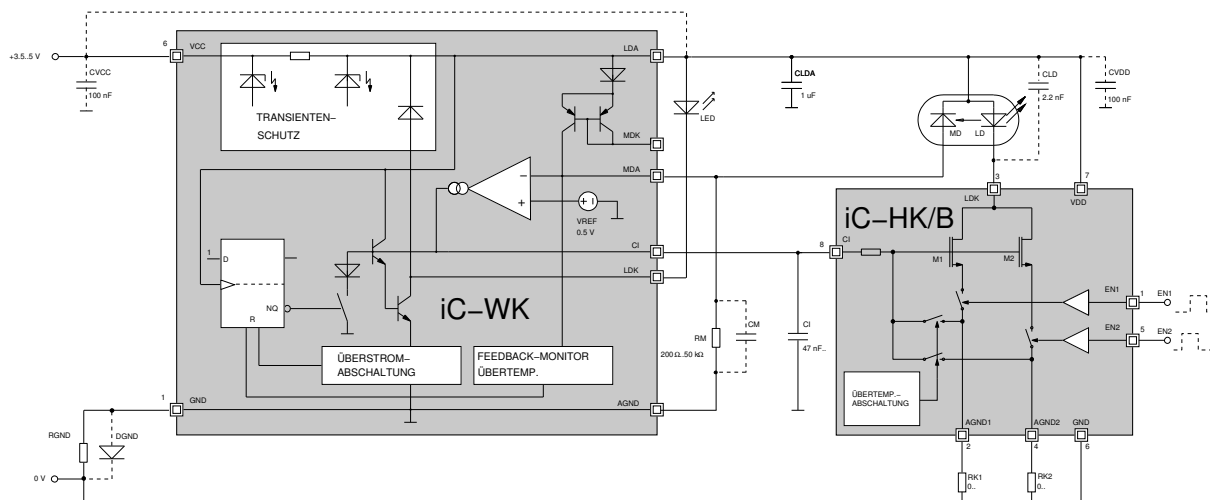 +3.5..5 V
CVCC
100 nF
6
VCC
TRANSIENTEN-
SCHUTZ
LDA
MDK
MDA
VREF
0.5 V
CI
LDK
1
D
NQ
R
iC-WK
ÜBERSTROM-
ABSCHALTUNG
FEEDBACK-MONITOR
ÜBERTEMP.
1
GND
AGND
RGND
DGND
0 V
LED
CLDA
1 uF
MD
LD
CLD
2.2 nF
CVDD
100 nF
RM
200Ω..50 kΩ
CM
CI
47 nF..
3
LDK
7
VDD
iC-HK/B
8
CI
M1
M2
EN1
1
EN1
EN2
5
EN2
ÜBERTEMP.-
ABSCHALTUNG
AGND1
AGND2
GND
2
4
6
RK1
0..
RK2
0..